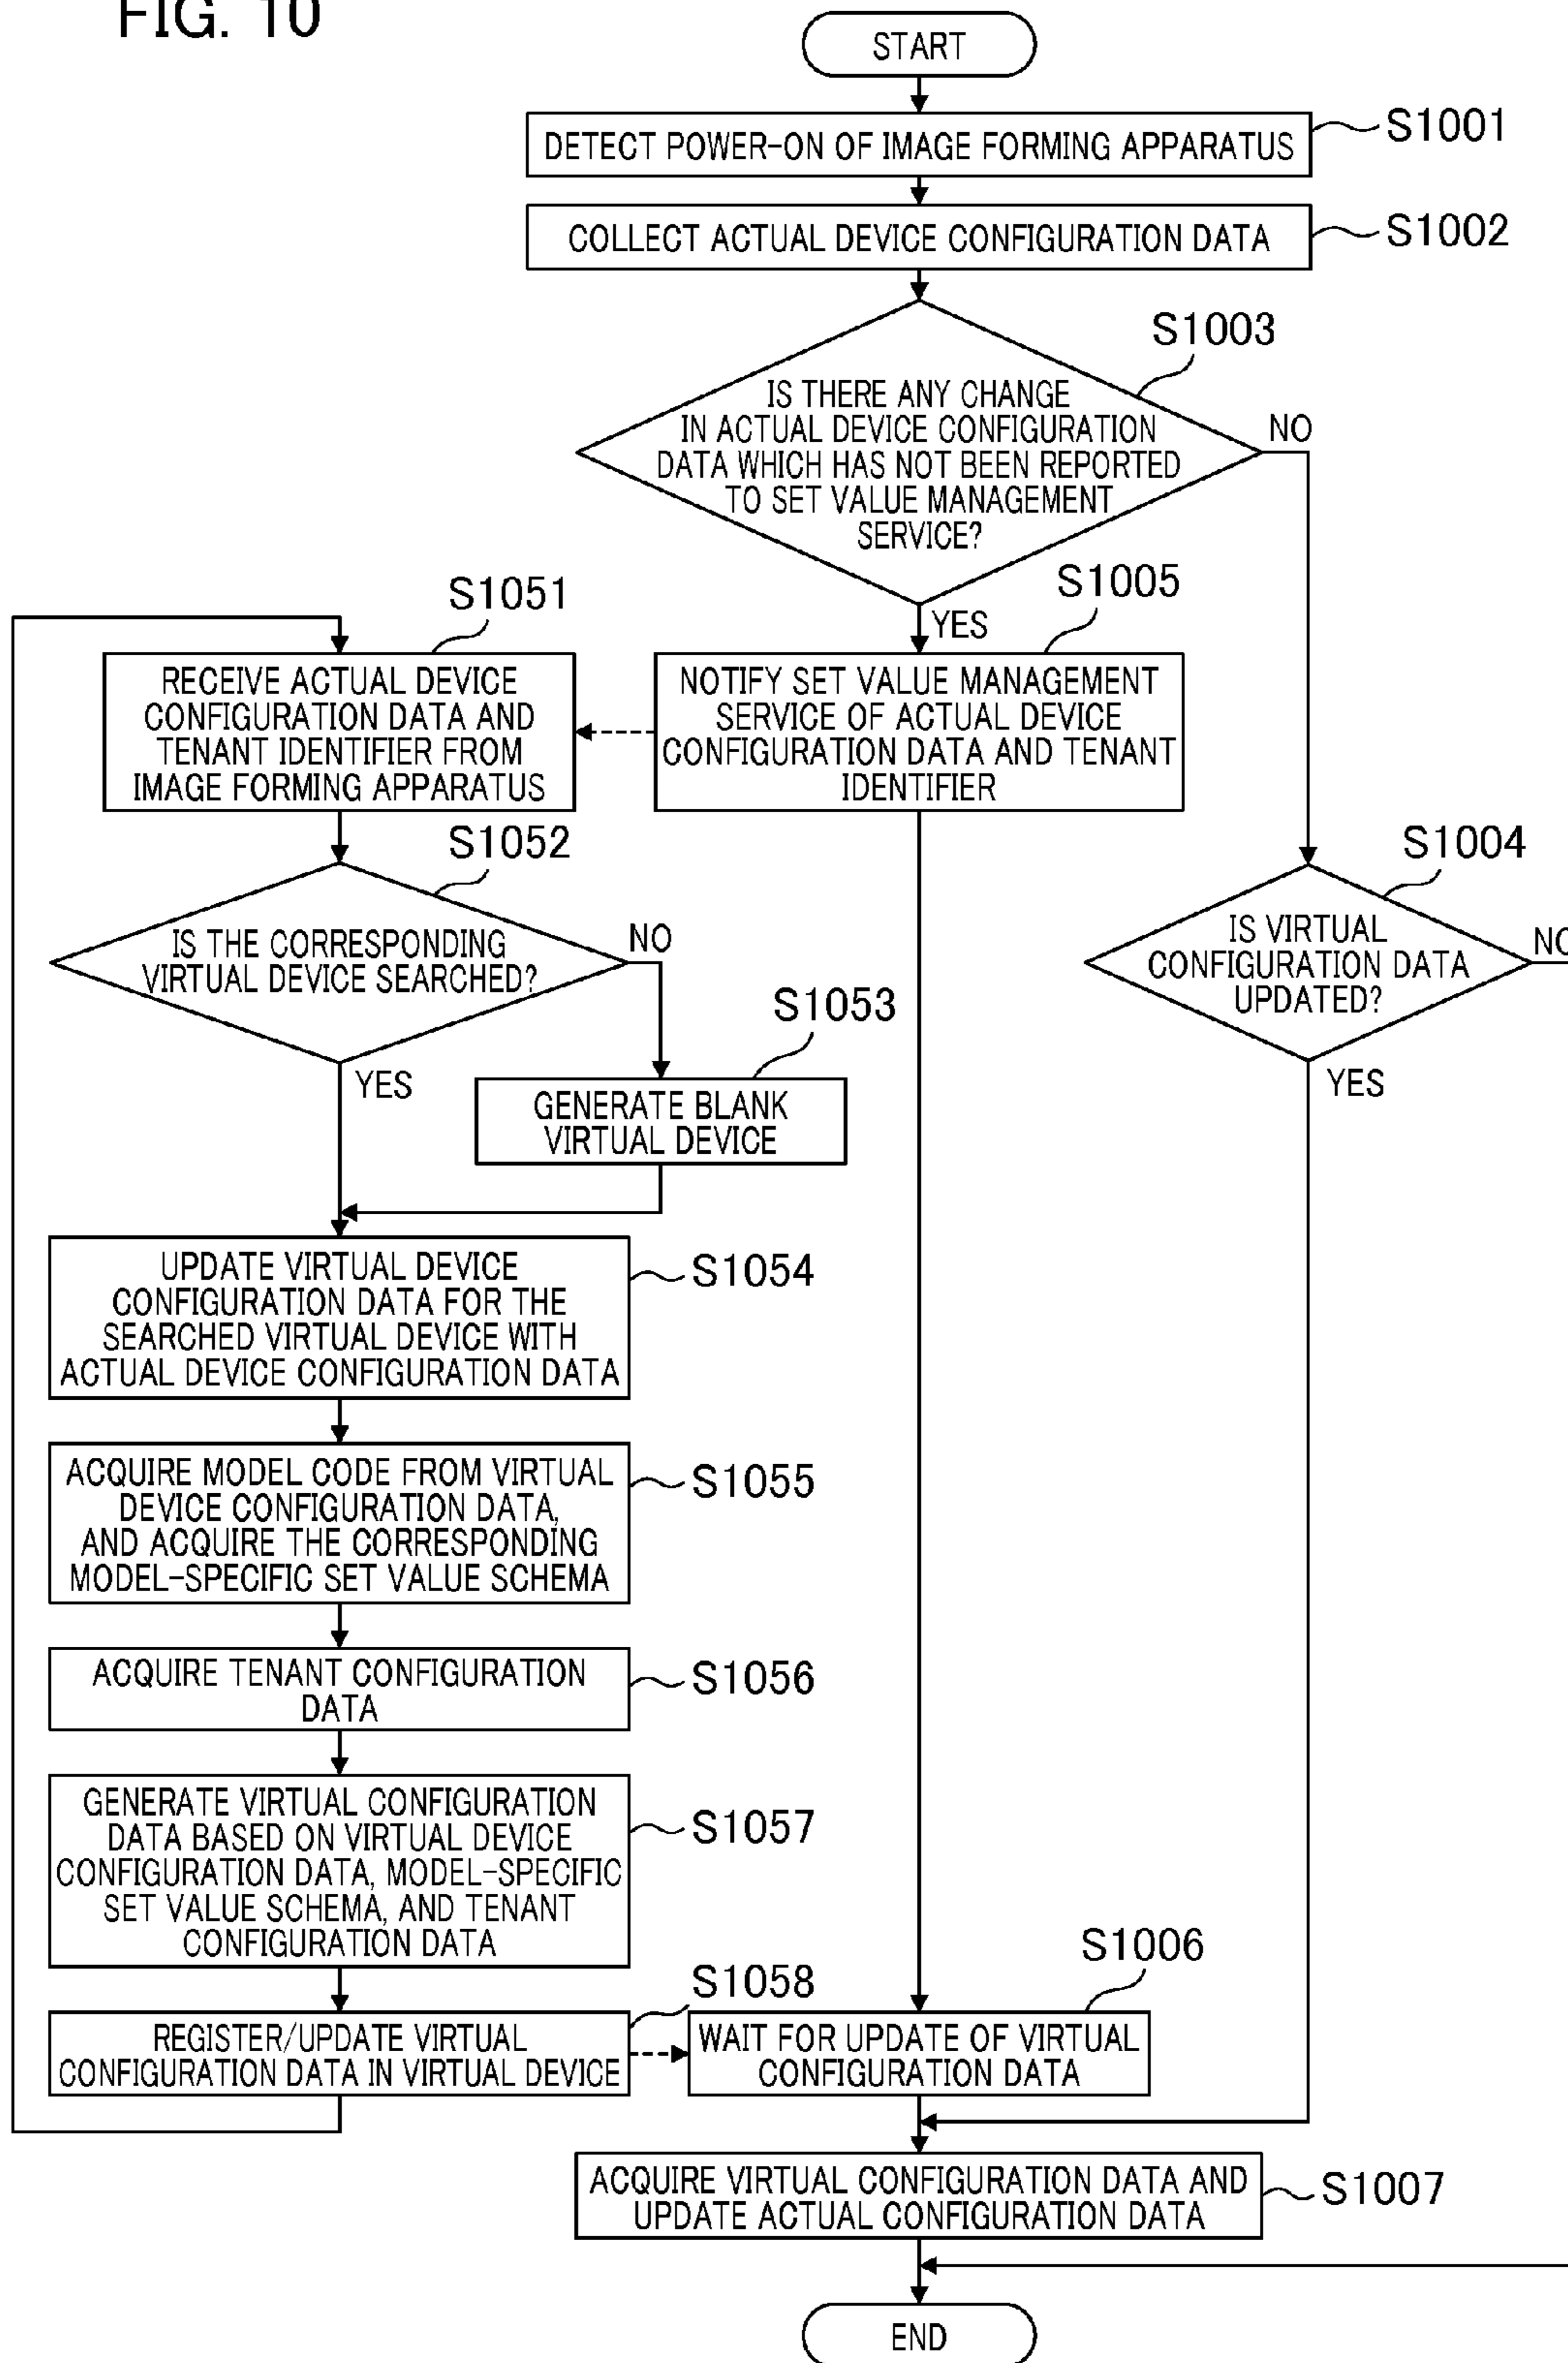 FIG. 10
START
DETECT POWER-ON OF IMAGE FORMING APPARATUS
S1001
COLLECT ACTUAL DEVICE CONFIGURATION DATA
S1002
S1003
IS THERE ANY CHANGE
IN ACTUAL DEVICE CONFIGURATION
DATA WHICH HAS NOT BEEN REPORTED
TO SET VALUE MANAGEMENT
SERVICE?
NO
YES
S1051
RECEIVE ACTUAL DEVICE
CONFIGURATION DATA AND
TENANT IDENTIFIER FROM
IMAGE FORMING APPARATUS
S1005
NOTIFY SET VALUE MANAGEMENT
SERVICE OF ACTUAL DEVICE
CONFIGURATION DATA AND TENANT
IDENTIFIER
S1052
IS THE CORRESPONDING
VIRTUAL DEVICE SEARCHED?
NO
YES
S1004
IS VIRTUAL
CONFIGURATION DATA
UPDATED?
NO
YES
S1053
GENERATE BLANK
VIRTUAL DEVICE
UPDATE VIRTUAL DEVICE
CONFIGURATION DATA FOR THE
SEARCHED VIRTUAL DEVICE WITH
ACTUAL DEVICE CONFIGURATION DATA
S1054
ACQUIRE MODEL CODE FROM VIRTUAL
DEVICE CONFIGURATION DATA,
AND ACQUIRE THE CORRESPONDING
MODEL-SPECIFIC SET VALUE SCHEMA
S1055
ACQUIRE TENANT CONFIGURATION
DATA
S1056
GENERATE VIRTUAL CONFIGURATION
DATA BASED ON VIRTUAL DEVICE
CONFIGURATION DATA, MODEL-SPECIFIC
SET VALUE SCHEMA, AND TENANT
CONFIGURATION DATA
S1057
S1058
REGISTER/UPDATE VIRTUAL
CONFIGURATION DATA IN VIRTUAL DEVICE
S1006
WAIT FOR UPDATE OF VIRTUAL
CONFIGURATION DATA
ACQUIRE VIRTUAL CONFIGURATION DATA AND
UPDATE ACTUAL CONFIGURATION DATA
S1007
END